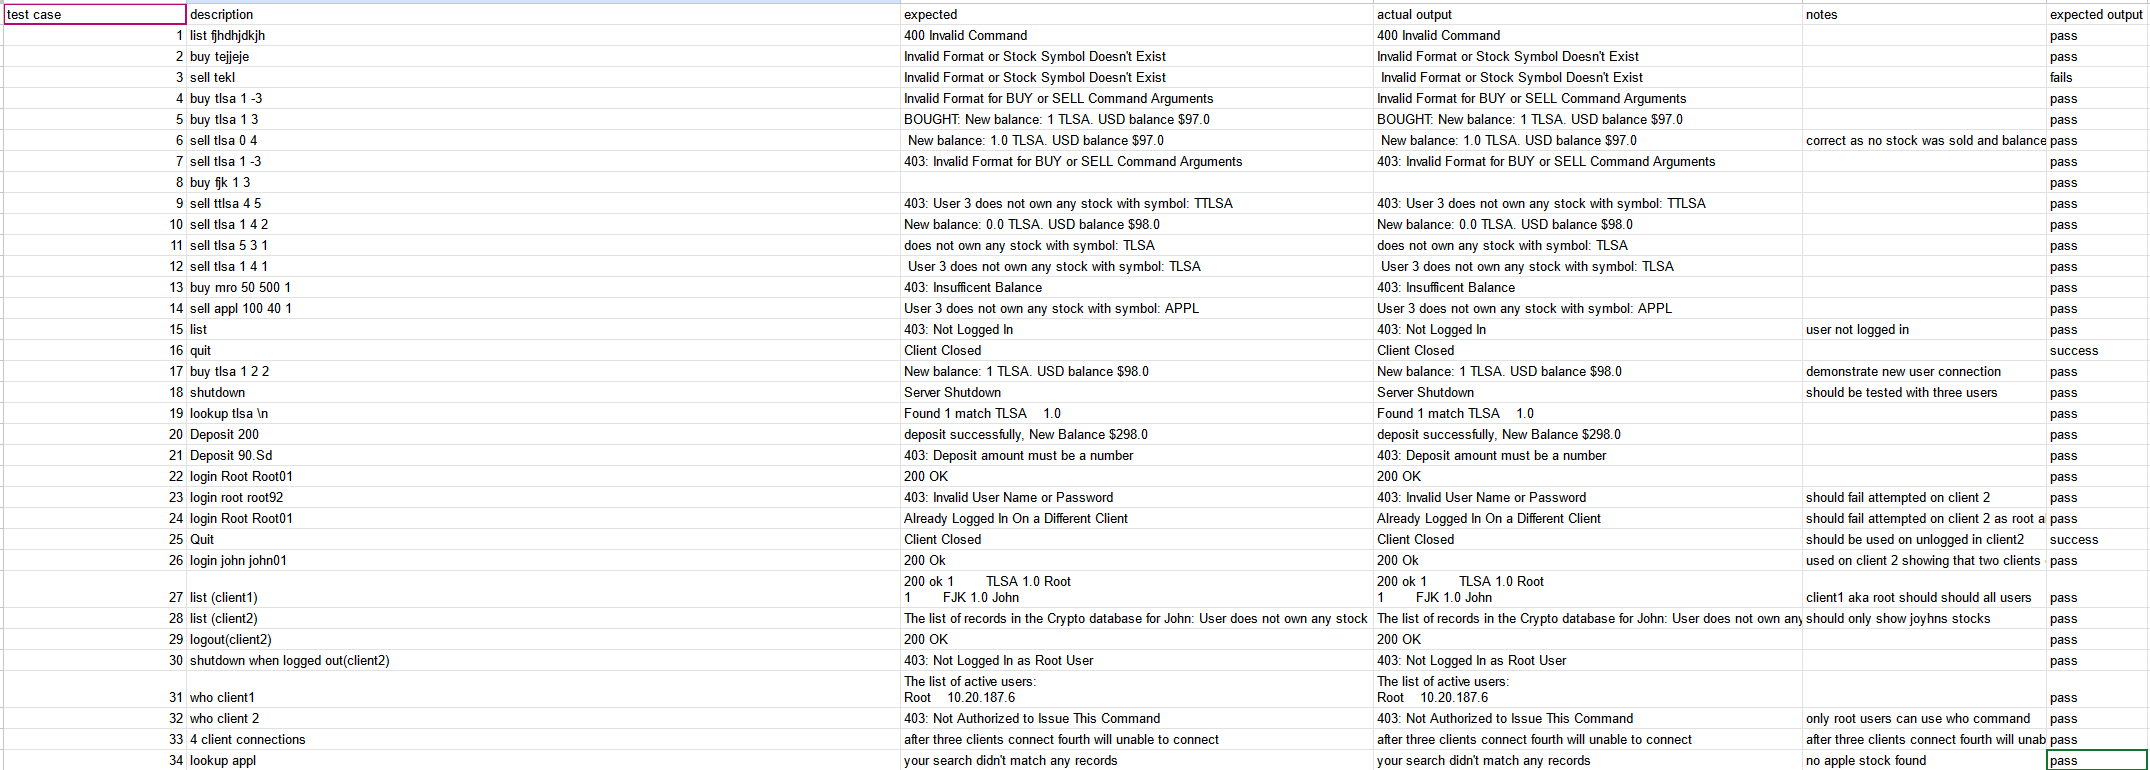 test case description expected actual output notes expected output
1 list fjhdhjdkjh 400 Invalid Command 400 Invalid Command pass
2 buy tejjeje Invalid Format or Stock Symbol Doesn't Exist Invalid Format or Stock Symbol Doesn't Exist pass
3 sell tekl Invalid Format or Stock Symbol Doesn't Exist Invalid Format or Stock Symbol Doesn't Exist fails
4 buy tlsa 1 -3 Invalid Format for BUY or SELL Command Arguments Invalid Format for BUY or SELL Command Arguments pass
5 buy tlsa 1 3 BOUGHT: New balance: 1 TLSA. USD balance $97.0 BOUGHT: New balance: 1 TLSA. USD balance $97.0 pass
6 sell tlsa 0 4 New balance: 1.0 TLSA. USD balance $97.0 New balance: 1.0 TLSA. USD balance $97.0 correct as no stock was sold and balance pass
7 sell tlsa 1 -3 403: Invalid Format for BUY or SELL Command Arguments 403: Invalid Format for BUY or SELL Command Arguments pass
8 buy fjk 1 3 pass
9 sell ttlsa 4 5 403: User 3 does not own any stock with symbol: TTLSA 403: User 3 does not own any stock with symbol: TTLSA pass
10 sell tlsa 1 4 2 New balance: 0.0 TLSA. USD balance $98.0 New balance: 0.0 TLSA. USD balance $98.0 pass
11 sell tlsa 5 3 1 does not own any stock with symbol: TLSA does not own any stock with symbol: TLSA pass
12 sell tlsa 1 4 1 User 3 does not own any stock with symbol: TLSA User 3 does not own any stock with symbol: TLSA pass
13 buy mro 50 500 1 403: Insufficent Balance 403: Insufficent Balance pass
14 sell appl 100 40 1 User 3 does not own any stock with symbol: APPL User 3 does not own any stock with symbol: APPL pass
15 list 403: Not Logged In 403: Not Logged In user not logged in pass
16 quit Client Closed Client Closed success
17 buy tlsa 1 2 2 New balance: 1 TLSA. USD balance $98.0 New balance: 1 TLSA. USD balance $98.0 demonstrate new user connection pass
18 shutdown Server Shutdown Server Shutdown should be tested with three users pass
19 lookup tlsa \n Found 1 match TLSA 1.0 Found 1 match TLSA 1.0 pass
20 Deposit 200 deposit successfully, New Balance $298.0 deposit successfully, New Balance $298.0 pass
21 Deposit 90.Sd 403: Deposit amount must be a number 403: Deposit amount must be a number pass
22 login Root Root01 200 OK 200 OK pass
23 login root root92 403: Invalid User Name or Password 403: Invalid User Name or Password should fail attempted on client 2 pass
24 login Root Root01 Already Logged In On a Different Client Already Logged In On a Different Client should fail attempted on client 2 as root a pass
25 Quit Client Closed Client Closed should be used on unlogged in client2 success
26 login john john01 200 Ok 200 Ok used on client 2 showing that two clients pass
200 ok 1 TLSA 1.0 Root 200 ok 1 TLSA 1.0 Root
27 list (client1) 1 FJK 1.0 John 1 FJK 1.0 John client1 aka root should should all users pass
28 list (client2) The list of records in the Crypto database for John: User does not own any stock The list of records in the Crypto database for John: User does not own any should only show joyhns stocks pass
29 logout(client2) 200 OK 200 OK pass
30 shutdown when logged out(client2) 403: Not Logged In as Root User 403: Not Logged In as Root User pass
The list of active users: The list of active users:
31 who client1 Root 10.20.187.6 Root 10.20.187.6 pass
32 who client 2 403: Not Authorized to Issue This Command 403: Not Authorized to Issue This Command only root users can use who command pass
33 4 client connections after three clients connect fourth will unable to connect after three clients connect fourth will unable to connect after three clients connect fourth will unab pass
34 lookup appl your search didn't match any records your search didn't match any records no apple stock found pass